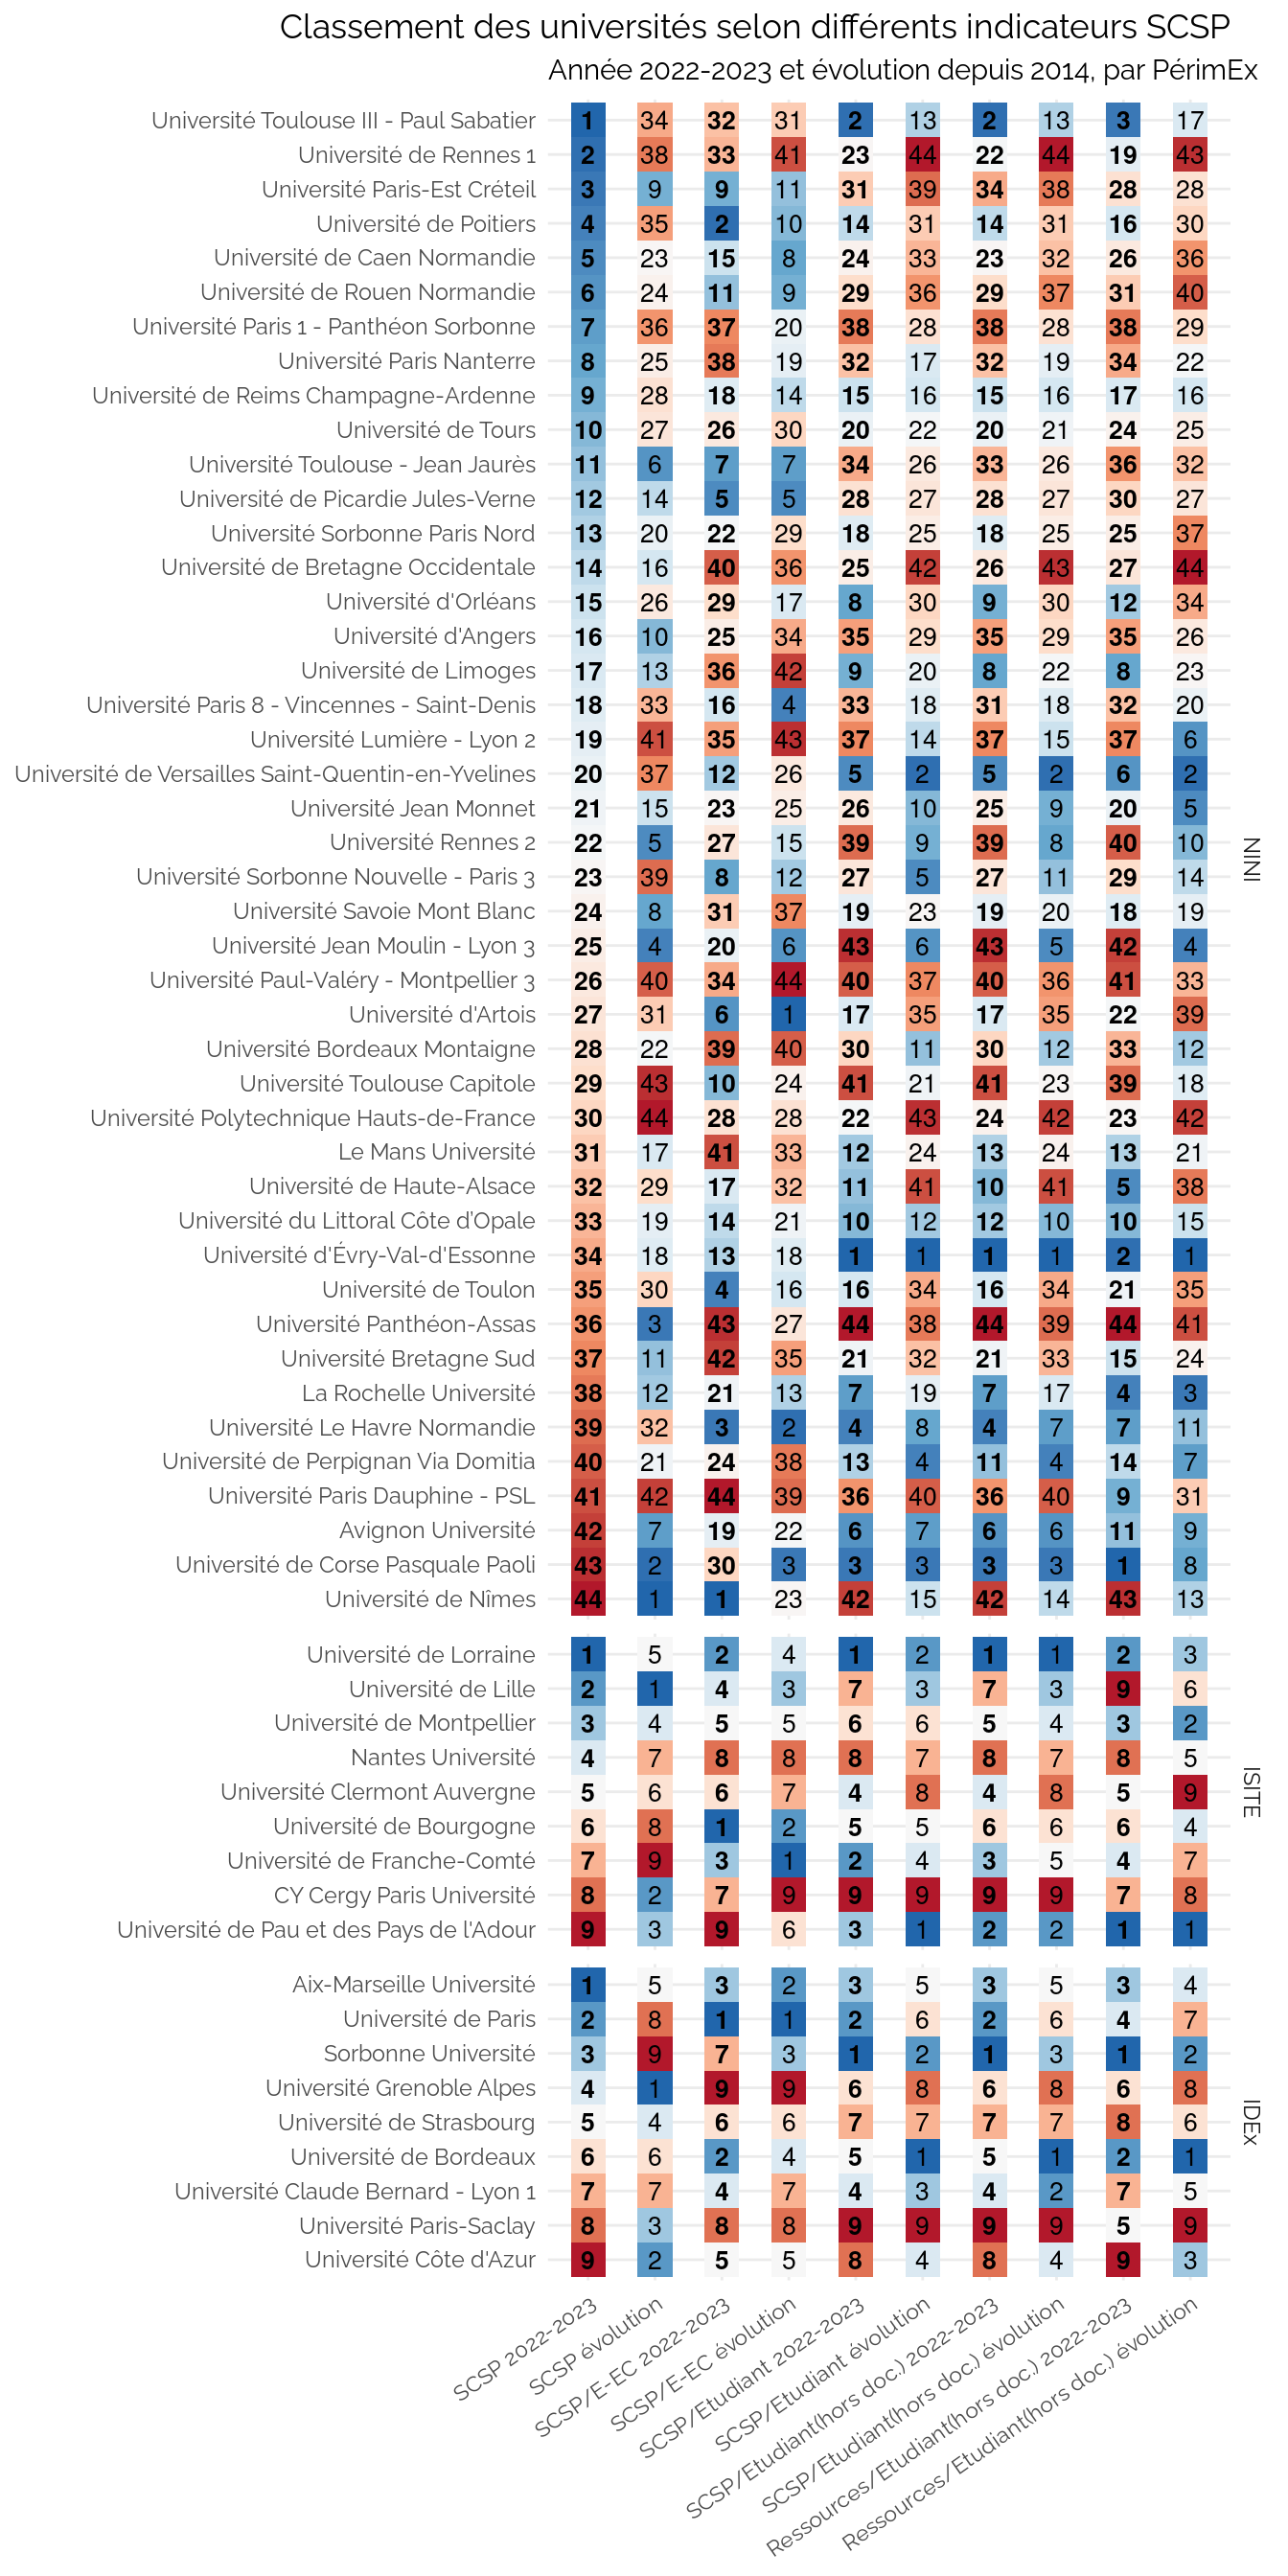 Classement des universités selon différents indicateurs SCSP
Année 2022-2023 et évolution depuis 2014, par PérimEx
Université Toulouse III - Paul Sabatier 1 34 32 31 2 13 2 13 3 17
Université de Rennes 1 2 38 33 41 23 44 22 44 19 43
Université Paris-Est Créteil 3 9 9 11 31 39 34 38 28 28
Université de Poitiers 4 35 2 10 14 31 14 31 16 30
Université de Caen Normandie 5 23 15 8 24 33 23 32 26 36
Université de Rouen Normandie 6 24 11 9 29 36 29 37 31 40
Université Paris 1 - Panthéon Sorbonne 7 36 37 20 38 28 38 28 38 29
Université Paris Nanterre 8 25 38 19 32 17 32 19 34 22
Université de Reims Champagne-Ardenne 9 28 18 14 15 16 15 16 17 16
Université de Tours 10 27 26 30 20 22 20 21 24 25
Université Toulouse - Jean Jaurès 11 6 7 7 34 26 33 26 36 32
Université de Picardie Jules-Verne 12 14 5 5 28 27 28 27 30 27
Université Sorbonne Paris Nord 13 20 22 29 18 25 18 25 25 37
Université de Bretagne Occidentale 14 16 40 36 25 42 26 43 27 44
Université d'Orléans 15 26 29 17 8 30 9 30 12 34
Université d'Angers 16 10 25 34 35 29 35 29 35 26
Université de Limoges 17 13 36 42 9 20 8 22 8 23
Université Paris 8 - Vincennes - Saint-Denis 18 33 16 4 33 18 31 18 32 20
Université Lumière - Lyon 2 19 41 35 43 37 14 37 15 37 6
Université de Versailles Saint-Quentin-en-Yvelines 20 37 12 26 5 2 5 2 6 2
Université Jean Monnet 21 15 23 25 26 10 25 9 20 5
Université Rennes 2 22 5 27 15 39 9 39 8 40 10
Université Sorbonne Nouvelle - Paris 3 23 39 8 12 27 5 27 11 29 14
Université Savoie Mont Blanc 24 8 31 37 19 23 19 20 18 19
Université Jean Moulin - Lyon 3 25 4 20 6 43 6 43 5 42 4
Université Paul-Valéry - Montpellier 3 26 40 34 44 40 37 40 36 41 33
Université d'Artois 27 31 6 1 17 35 17 35 22 39
Université Bordeaux Montaigne 28 22 39 40 30 11 30 12 33 12
Université Toulouse Capitole 29 43 10 24 41 21 41 23 39 18
Université Polytechnique Hauts-de-France 30 44 28 28 22 43 24 42 23 42
Le Mans Université 31 17 41 33 12 24 13 24 13 21
Université de Haute-Alsace 32 29 17 32 11 41 10 41 5 38
Université du Littoral Côte d’Opale 33 19 14 21 10 12 12 10 10 15
Université d'Évry-Val-d'Essonne 34 18 13 18 1 1 1 1 2 1
Université de Toulon 35 30 4 16 16 34 16 34 21 35
Université Panthéon-Assas 36 3 43 27 44 38 44 39 44 41
Université Bretagne Sud 37 11 42 35 21 32 21 33 15 24
La Rochelle Université 38 12 21 13 7 19 7 17 4 3
Université Le Havre Normandie 39 32 3 2 4 8 4 7 7 11
Université de Perpignan Via Domitia 40 21 24 38 13 4 11 4 14 7
Université Paris Dauphine - PSL 41 42 44 39 36 40 36 40 9 31
Avignon Université 42 7 19 22 6 7 6 6 11 9
Université de Corse Pasquale Paoli 43 2 30 3 3 3 3 3 1 8
Université de Nîmes 44 1 1 23 42 15 42 14 43 13
NINI
Université de Lorraine 1 5 2 4 1 2 1 1 2 3
Université de Lille 2 1 4 3 7 3 7 3 9 6
Université de Montpellier 3 4 5 5 6 6 5 4 3 2
Nantes Université 4 7 8 8 8 7 8 7 8 5
Université Clermont Auvergne 5 6 6 7 4 8 4 8 5 9
Université de Bourgogne 6 8 1 2 5 5 6 6 6 4
Université de Franche-Comté 7 9 3 1 2 4 3 5 4 7
CY Cergy Paris Université 8 2 7 9 9 9 9 9 7 8
Université de Pau et des Pays de l'Adour 9 3 9 6 3 1 2 2 1 1
ISITE
Aix-Marseille Université 1 5 3 2 3 5 3 5 3 4
Université de Paris 2 8 1 1 2 6 2 6 4 7
Sorbonne Université 3 9 7 3 1 2 1 3 1 2
Université Grenoble Alpes 4 1 9 9 6 8 6 8 6 8
Université de Strasbourg 5 4 6 6 7 7 7 7 8 6
Université de Bordeaux 6 6 2 4 5 1 5 1 2 1
Université Claude Bernard - Lyon 1 7 7 4 7 4 3 4 2 7 5
Université Paris-Saclay 8 3 8 8 9 9 9 9 5 9
Université Côte d'Azur 9 2 5 5 8 4 8 4 9 3
IDEx
SCSP 2022-2023
SCSP évolution
SCSP/E-EC 2022-2023
SCSP/E-EC évolution
SCSP/Etudiant 2022-2023
SCSP/Etudiant évolution
SCSP/Etudiant(hors doc.) 2022-2023
SCSP/Etudiant(hors doc.) évolution
Ressources/Etudiant(hors doc.) 2022-2023
Ressources/Etudiant(hors doc.) évolution